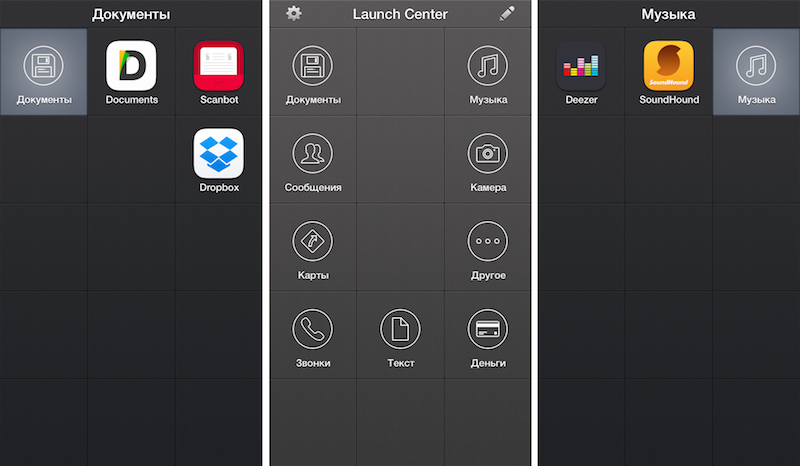 Документы
Документы
Documents
Scanbot
Dropbox
Launch Center
Документы
Музыка
Сообщения
Камера
Карты
Другое
Звонки
Текст
Деньги
Музыка
Deezer
SoundHound
SoundHound
Музыка